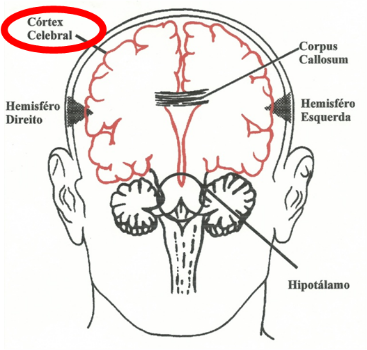 Córtex
Celebral
Corpus
Callosum
Hemisféro
Direito
Hemisféro
Esquerda
Hipotálamo